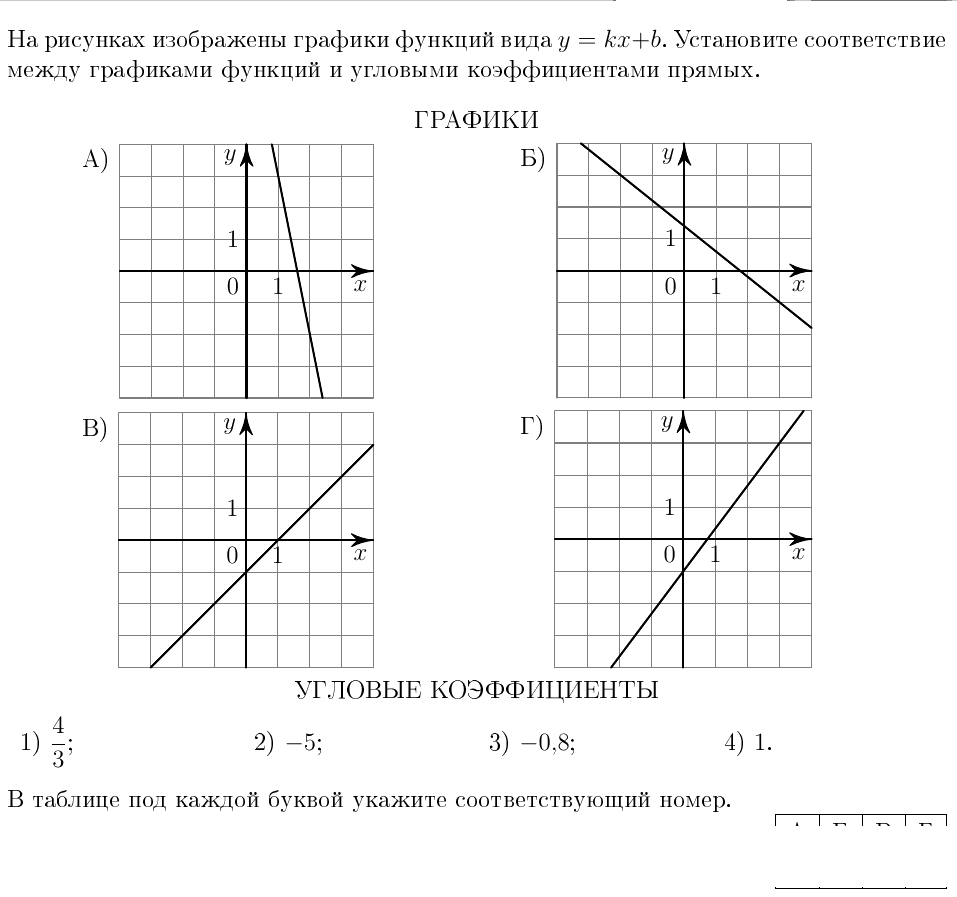 На рисунках изображены графики функций вида y = kx+b. Установите соответствие
между графиками функций и угловыми коэффициентами прямых.
ГРАФИКИ
А) y 1 0 1 x
Б) y 1 0 1 x
В) y 1 0 1 x
Г) y 1 0 1 x
УГЛОВЫЕ КОЭФФИЦИЕНТЫ
1) 4/3; 2) −5; 3) −0,8; 4) 1.
В таблице под каждой буквой укажите соответствующий номер.